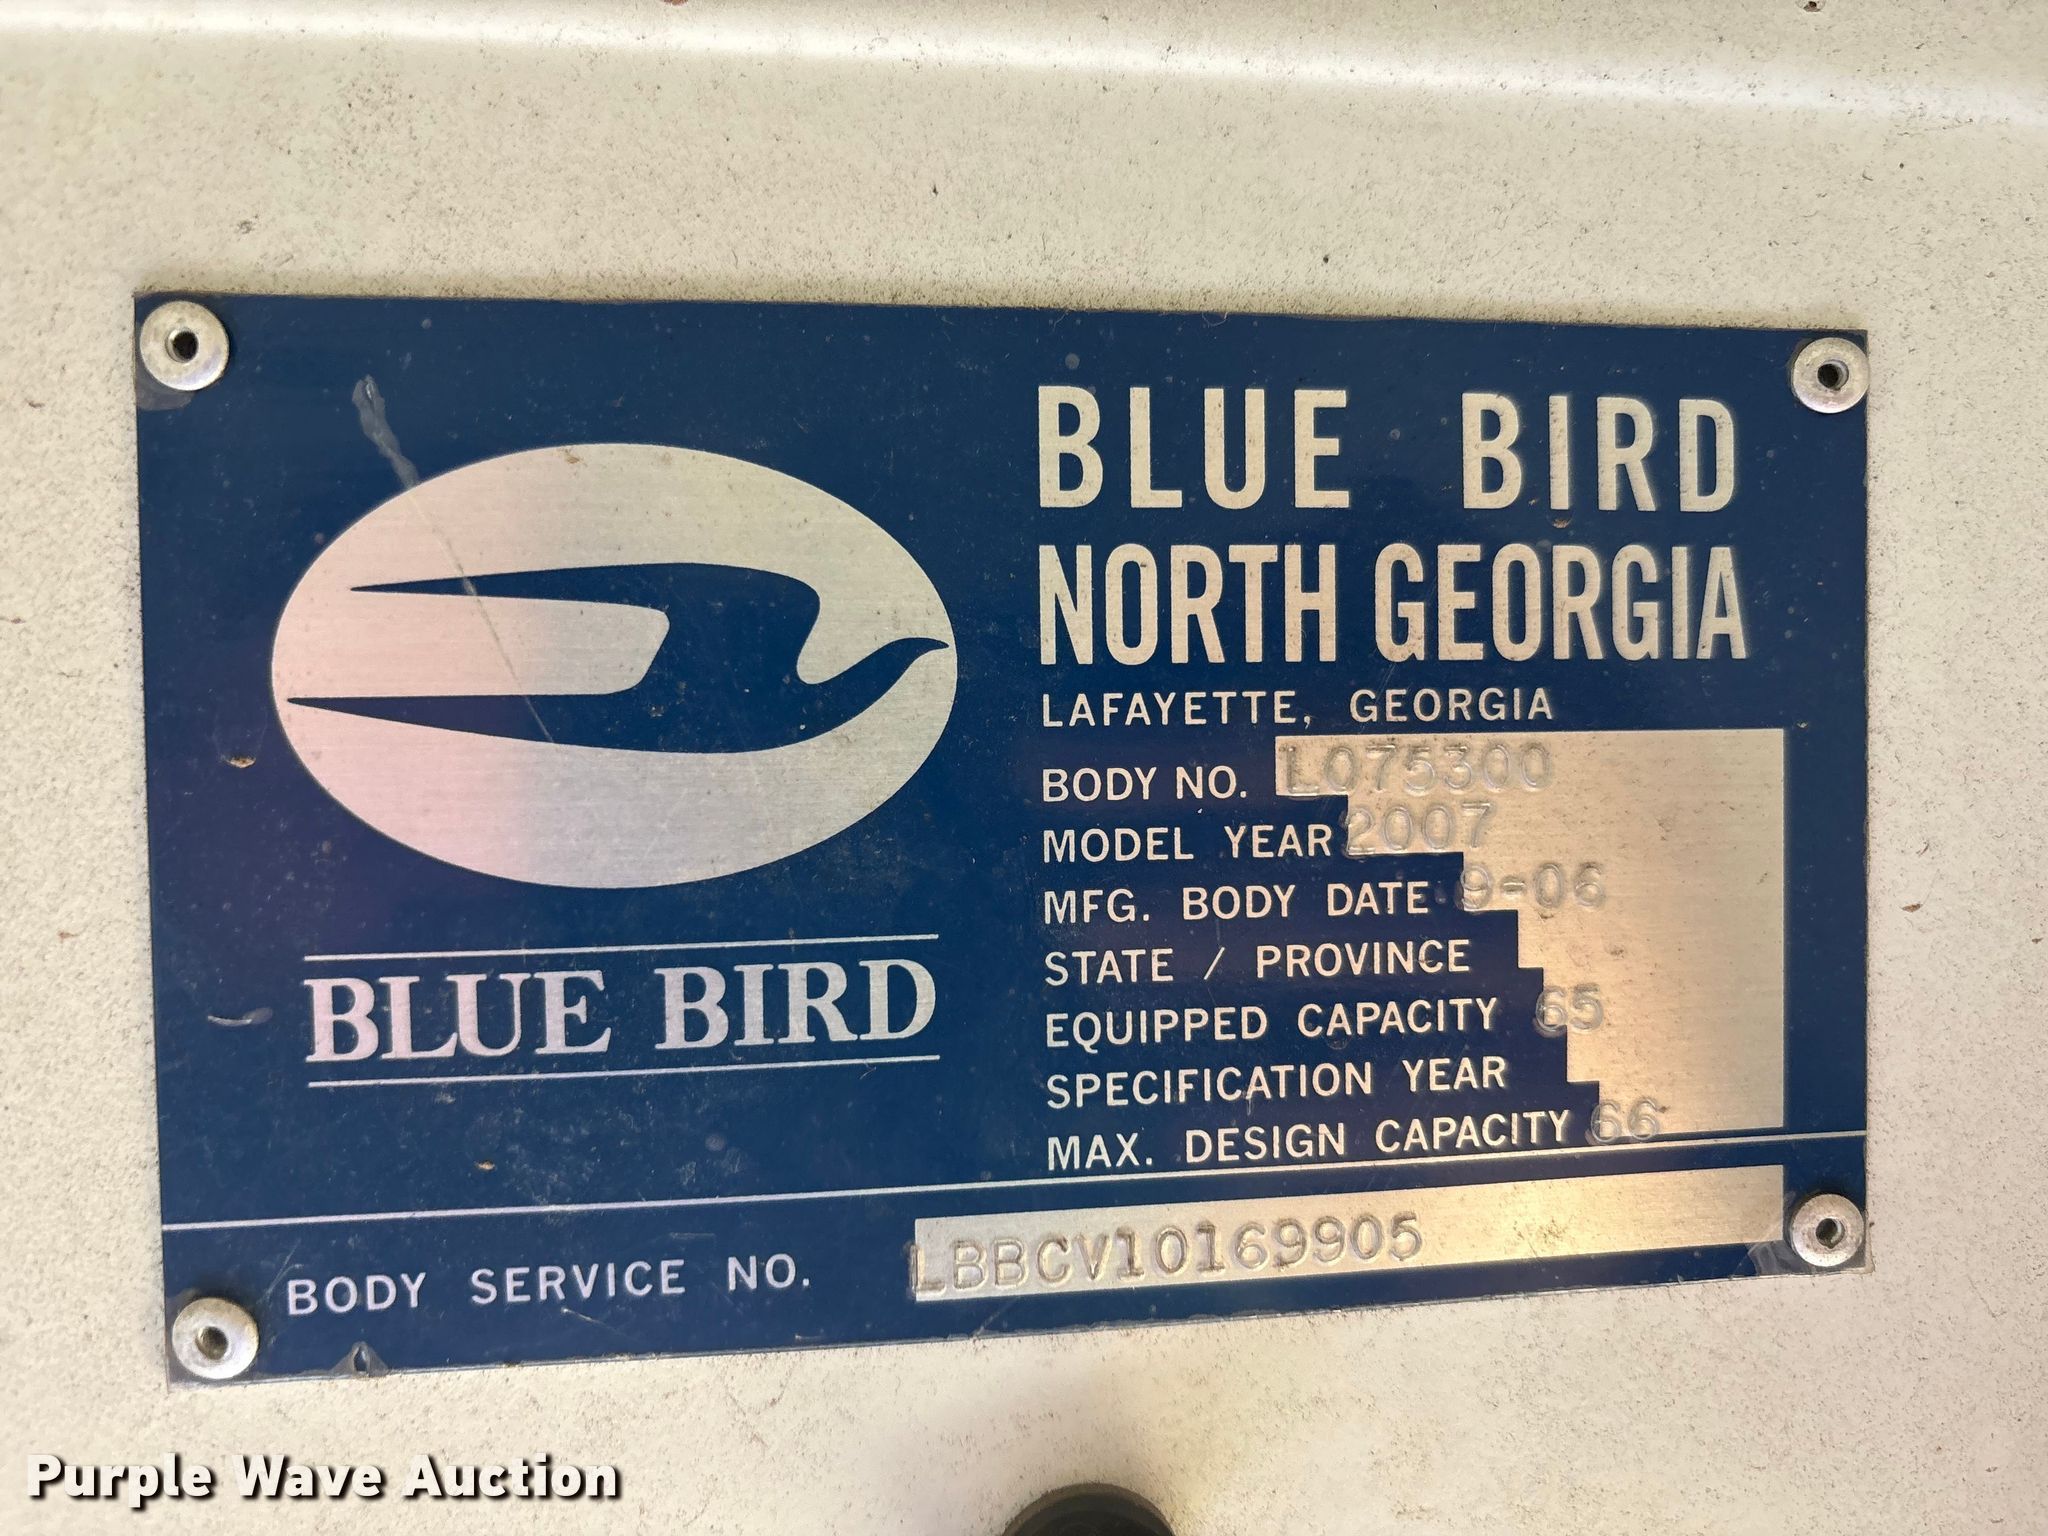 BLUE BIRD
NORTH GEORGIA
LAFAYETTE, GEORGIA
BODY NO. L075300
MODEL YEAR 2007
MFG. BODY DATE 9-06
STATE / PROVINCE
EQUIPPED CAPACITY 65
SPECIFICATION YEAR
MAX. DESIGN CAPACITY 66
BLUE BIRD
BODY SERVICE NO. LBBCV10169905
Purple Wave Auction